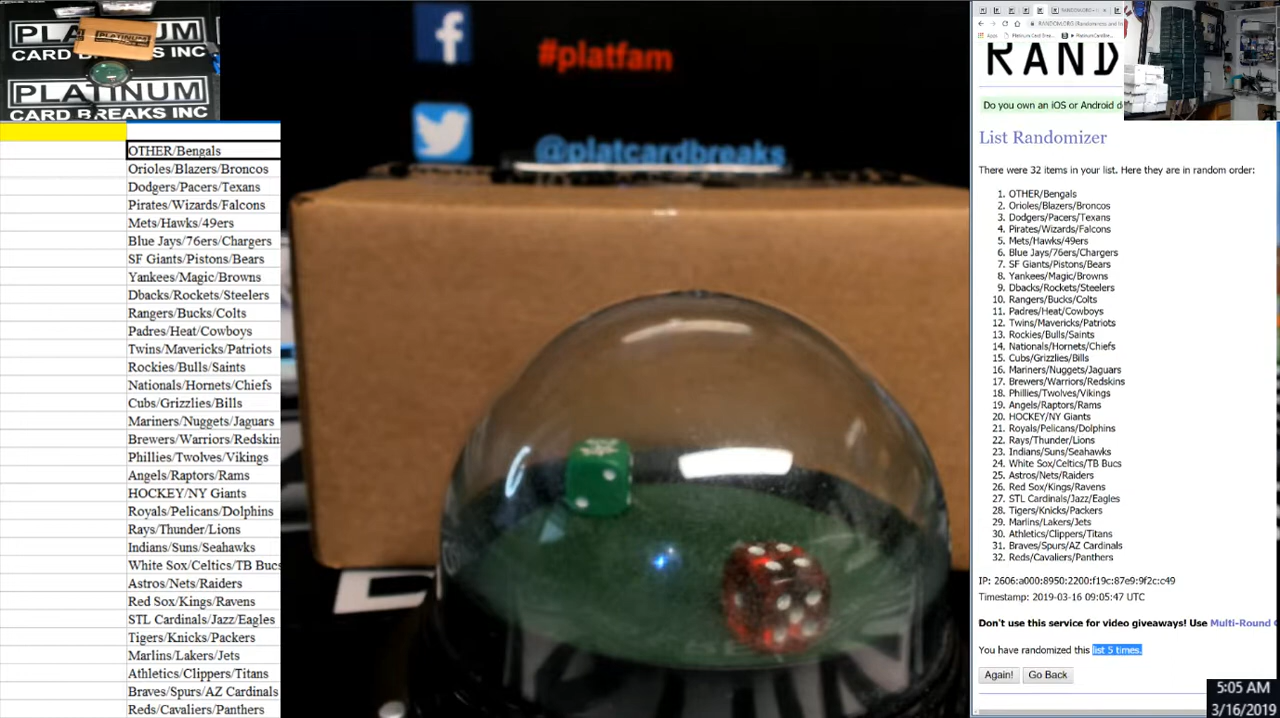 PLATINUM
CARD BREAKS INC
PLATINUM
CARD BREAKS INC
OTHER/Bengals
Orioles/Blazers/Broncos
Dodgers/Pacers/Texans
Pirates/Wizards/Falcons
Mets/Hawks/49ers
Blue Jays/76ers/Chargers
SF Giants/Pistons/Bears
Yankees/Magic/Browns
Dbacks/Rockets/Steelers
Rangers/Bucks/Colts
Padres/Heat/Cowboys
Twins/Mavericks/Patriots
Rockies/Bulls/Saints
Nationals/Hornets/Chiefs
Cubs/Grizzlies/Bills
Mariners/Nuggets/Jaguars
Brewers/Warriors/Redskin
Phillies/Twolves/Vikings
Angels/Raptors/Rams
HOCKEY/NY Giants
Royals/Pelicans/Dolphins
Rays/Thunder/Lions
Indians/Suns/Seahawks
White Sox/Celtics/TB Bucs
Astros/Nets/Raiders
Red Sox/Kings/Ravens
STL Cardinals/Jazz/Eagles
Tigers/Knicks/Packers
Marlins/Lakers/Jets
Athletics/Clippers/Titans
Braves/Spurs/AZ Cardinals
Reds/Cavaliers/Panthers
#platfam
@platcardbreaks
RAND
Do you own an iOS or Android d
List Randomizer
There were 32 items in your list. Here they are in random order:
1. OTHER/Bengals
2. Orioles/Blazers/Broncos
3. Dodgers/Pacers/Texans
4. Pirates/Wizards/Falcons
5. Mets/Hawks/49ers
6. Blue Jays/76ers/Chargers
7. SF Giants/Pistons/Bears
8. Yankees/Magic/Browns
9. Dbacks/Rockets/Steelers
10. Rangers/Bucks/Colts
11. Padres/Heat/Cowboys
12. Twins/Mavericks/Patriots
13. Rockies/Bulls/Saints
14. Nationals/Hornets/Chiefs
15. Cubs/Grizzlies/Bills
16. Mariners/Nuggets/Jaguars
17. Brewers/Warriors/Redskins
18. Phillies/Twolves/Vikings
19. Angels/Raptors/Rams
20. HOCKEY/NY Giants
21. Royals/Pelicans/Dolphins
22. Rays/Thunder/Lions
23. Indians/Suns/Seahawks
24. White Sox/Celtics/TB Bucs
25. Astros/Nets/Raiders
26. Red Sox/Kings/Ravens
27. STL Cardinals/Jazz/Eagles
28. Tigers/Knicks/Packers
29. Marlins/Lakers/Jets
30. Athletics/Clippers/Titans
31. Braves/Spurs/AZ Cardinals
32. Reds/Cavaliers/Panthers
IP: 2606:a000:8950:2200:f19c:87e9:9f2c:c49
Timestamp: 2019-03-16 09:05:47 UTC
Don't use this service for video giveaways! Use Multi-Round
You have randomized this list 5 times.
Again!
Go Back
5:05 AM
3/16/2019